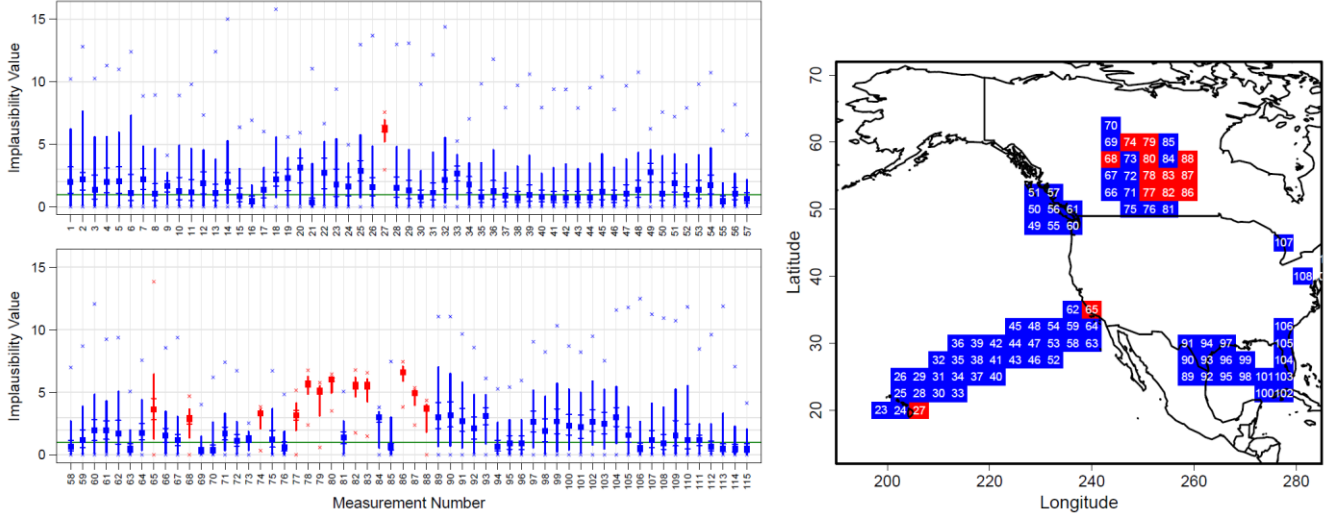 Implausibility Value
15
10
5
0
1 2 3 4 5 6 7 8 9 10 11 12 13 14 15 16 17 18 19 20 21 22 23 24 25 26 27 28 29 30 31 32 33 34 35 36 37 38 39 40 41 42 43 44 45 46 47 48 49 50 51 52 53 54 55 56 57
Implausibility Value
15
10
5
0
58 59 60 61 62 63 64 65 66 67 68 69 70 71 72 73 74 75 76 77 78 79 80 81 82 83 84 85 86 87 88 89 90 91 92 93 94 95 96 97 98 99 100 101 102 103 104 105 106 107 108 109 110 111 112 113 114 115
Measurement Number
Latitude
70
60
50
40
30
20
70
69 74 79 85
68 73 80 84 88
67 72 78 83 87
51 57 66 71 77 82 86
50 56 61 75 76 81
49 55 60
107
108
62 65
45 48 54 59 64 106
36 39 42 44 47 53 58 63 91 94 97 105
32 35 38 41 43 46 52 90 93 96 99 104
26 29 31 34 37 40 89 92 95 98 101 103
25 28 30 33 100 102
23 24 27
200 220 240 260 280
Longitude